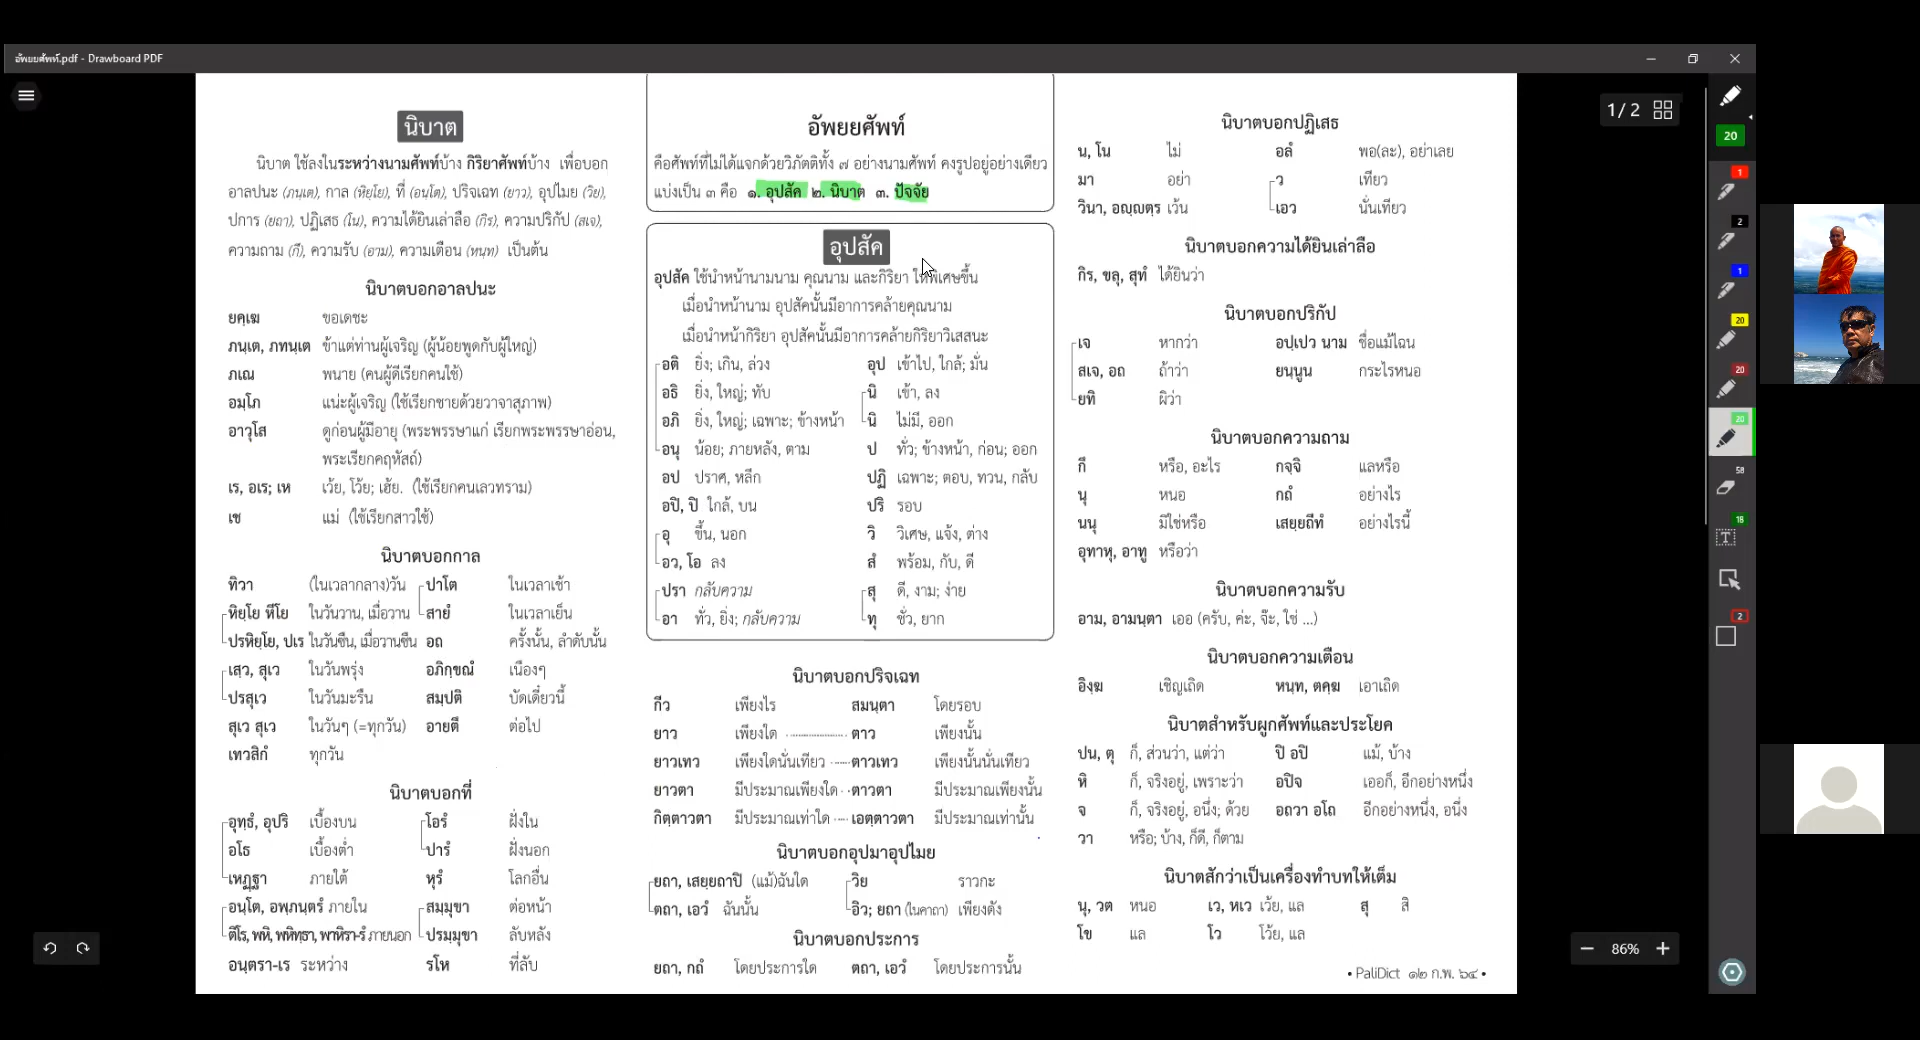 อัพยยศัพท์.pdf - Drawboard PDF
1/ 2
นิบาต
นิบาต ใช้ลงในระหว่างนามศัพท์บ้าง กิริยาศัพท์บ้าง เพื่อบอก
อาลปนะ (ภนฺเต), กาล (หิยฺโย), ที่ (อนฺโต), ปริจเฉท (ยาว), อุปไมย (วิย),
ปการ (ยถา), ปฏิเสธ (โน), ความได้ยินเล่าลือ (กิร), ความปริกัป (สเจ),
ความถาม (กึ), ความรับ (อาม), ความเตือน (หนฺท) เป็นต้น
นิบาตบอกอาลปนะ
ยคฺเฆ ขอเดชะ
ภนฺเต, ภทนฺเต ข้าแต่ท่านผู้เจริญ (ผู้น้อยพูดกับผู้ใหญ่)
ภเณ พนาย (คนผู้ดีเรียกคนใช้)
อมฺโภ แน่ะผู้เจริญ (ใช้เรียกชายด้วยวาจาสุภาพ)
อาวุโส ดูก่อนผู้มีอายุ (พระพรรษาแก่ เรียกพระพรรษาอ่อน,
พระเรียกคฤหัสถ์)
เร, อเร; เห เว้ย, โว้ย; เฮ้ย. (ใช้เรียกคนเลวทราม)
เช แม่ (ใช้เรียกสาวใช้)
นิบาตบอกกาล
ทิวา (ในเวลากลาง)วัน ปาโต ในเวลาเช้า
หิยฺโย หีโย ในวันวาน, เมื่อวาน สายํ ในเวลาเย็น
ปรหิยฺโย, ปเร ในวันซืน, เมื่อวานซืน อถ ครั้งนั้น, ลำดับนั้น
เสฺว, สุเว ในวันพรุ่ง อภิกฺขณํ เนืองๆ
ปรสุเว ในวันมะรืน สมฺปติ บัดเดี๋ยวนี้
สุเว สุเว ในวันๆ (=ทุกวัน) อายตึ ต่อไป
เทวสิกํ ทุกวัน
นิบาตบอกที่
อุทฺธํ, อุปริ เบื้องบน โอรํ ฝั่งใน
อโธ เบื้องต่ำ ปารํ ฝั่งนอก
เหฏฺฐา ภายใต้ หุรํ โลกอื่น
อนฺโต, อพฺภนฺตรํ ภายใน สมฺมุขา ต่อหน้า
ติโร, พหิ, พหิทฺธา, พาหิรา-รํ ภายนอก ปรมฺมุขา ลับหลัง
อนฺตรา-เร ระหว่าง รโห ที่ลับ
อัพยยศัพท์
คือศัพท์ที่ไม่ได้แจกด้วยวิภัตติทั้ง ๗ อย่างนามศัพท์ คงรูปอยู่อย่างเดียว
แบ่งเป็น ๓ คือ ๑. อุปสัค ๒. นิบาต ๓. ปัจจัย
อุปสัค
อุปสัค ใช้นำหน้านามนาม คุณนาม และกิริยา ให้พิเศษขึ้น
เมื่อนำหน้านาม อุปสัคนั้นมีอาการคล้ายคุณนาม
เมื่อนำหน้ากิริยา อุปสัคนั้นมีอาการคล้ายกิริยาวิเสสนะ
อติ ยิ่ง; เกิน, ล่วง อุป เข้าไป, ใกล้; มั่น
อธิ ยิ่ง, ใหญ่; ทับ นิ เข้า, ลง
อภิ ยิ่ง, ใหญ่; เฉพาะ; ข้างหน้า นิ ไม่มี, ออก
อนุ น้อย; ภายหลัง, ตาม ป ทั่ว; ข้างหน้า, ก่อน; ออก
อป ปราศ, หลีก ปฏิ เฉพาะ; ตอบ, ทวน, กลับ
อปิ, ปิ ใกล้, บน ปริ รอบ
อุ ขึ้น, นอก วิ วิเศษ, แจ้ง, ต่าง
อว, โอ ลง สํ พร้อม, กับ, ดี
ปรา กลับความ สุ ดี, งาม; ง่าย
อา ทั่ว, ยิ่ง; กลับความ ทุ ชั่ว, ยาก
นิบาตบอกปริจเฉท
กีว เพียงไร สมนฺตา โดยรอบ
ยาว เพียงใด ตาว เพียงนั้น
ยาวเทว เพียงใดนั่นเทียว ตาวเทว เพียงนั้นนั่นเทียว
ยาวตา มีประมาณเพียงใด ตาวตา มีประมาณเพียงนั้น
กิตฺตาวตา มีประมาณเท่าใด เอตฺตาวตา มีประมาณเท่านั้น
นิบาตบอกอุปมาอุปไมย
ยถา, เสยฺยถาปิ (แม้)ฉันใด วิย ราวกะ
ตถา, เอวํ ฉันนั้น อิว; ยถา (ในคาถา) เพียงดัง
นิบาตบอกประการ
ยถา, กถํ โดยประการใด ตถา, เอวํ โดยประการนั้น
นิบาตบอกปฏิเสธ
น, โน ไม่ อลํ พอ(ละ), อย่าเลย
มา อย่า ว เทียว
วินา, อญฺญตฺร เว้น เอว นั่นเทียว
นิบาตบอกความได้ยินเล่าลือ
กิร, ขลุ, สุทํ ได้ยินว่า
นิบาตบอกปริกัป
เจ หากว่า อปฺเปว นาม ชื่อแม้ไฉน
สเจ, อถ ถ้าว่า ยนฺนูน กระไรหนอ
ยทิ ผิว่า
นิบาตบอกความถาม
กึ หรือ, อะไร กจฺจิ แลหรือ
นุ หนอ กถํ อย่างไร
นนุ มิใช่หรือ เสยฺยถีทํ อย่างไรนี้
อุทาหุ, อาทู หรือว่า
นิบาตบอกความรับ
อาม, อามนฺตา เออ (ครับ, ค่ะ, จ๊ะ, ใช่ ...)
นิบาตบอกความเตือน
อิงฺฆ เชิญเถิด หนฺท, ตคฺฆ เอาเถิด
นิบาตสำหรับผูกศัพท์และประโยค
ปน, ตุ ก็, ส่วนว่า, แต่ว่า ปิ อปิ แม้, บ้าง
หิ ก็, จริงอยู่, เพราะว่า อปิจ เออก็, อีกอย่างหนึ่ง
จ ก็, จริงอยู่, อนึ่ง; ด้วย อถวา อโถ อีกอย่างหนึ่ง, อนึ่ง
วา หรือ; บ้าง, ก็ดี, ก็ตาม
นิบาตสักว่าเป็นเครื่องทำบทให้เต็ม
นุ, วต หนอ เว, หเว เว้ย, แล สุ สิ
โข แล โว โว้ย, แล
• PaliDict ๑๒ ก.พ. ๖๔ •
20
1
2
1
20
20
20
58
18
2
86%